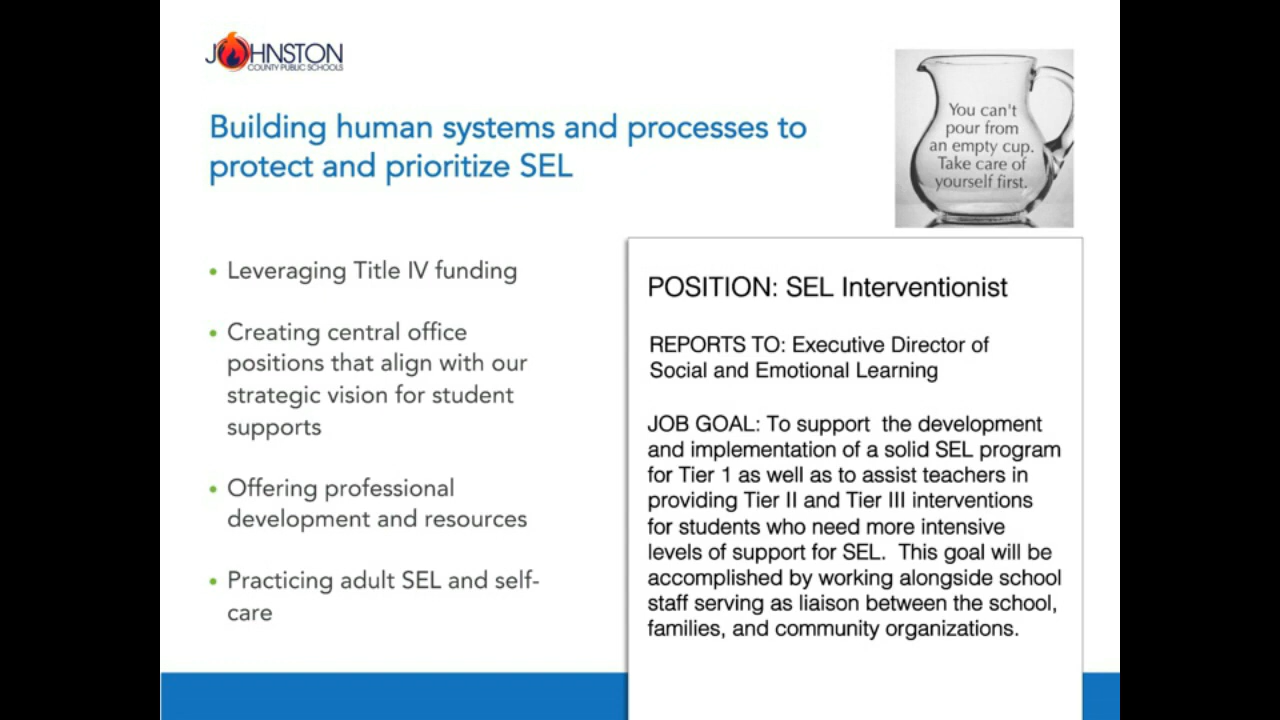 JOHNSTON
COUNTY PUBLIC SCHOOLS
Building human systems and processes to
protect and prioritize SEL
You can't
pour from
an empty cup.
Take care of
yourself first.
• Leveraging Title IV funding
• Creating central office
positions that align with our
strategic vision for student
supports
• Offering professional
development and resources
• Practicing adult SEL and self-
care
POSITION: SEL Interventionist
REPORTS TO: Executive Director of
Social and Emotional Learning
JOB GOAL: To support  the development
and implementation of a solid SEL program
for Tier 1 as well as to assist teachers in
providing Tier II and Tier III interventions
for students who need more intensive
levels of support for SEL.  This goal will be
accomplished by working alongside school
staff serving as liaison between the school,
families, and community organizations.